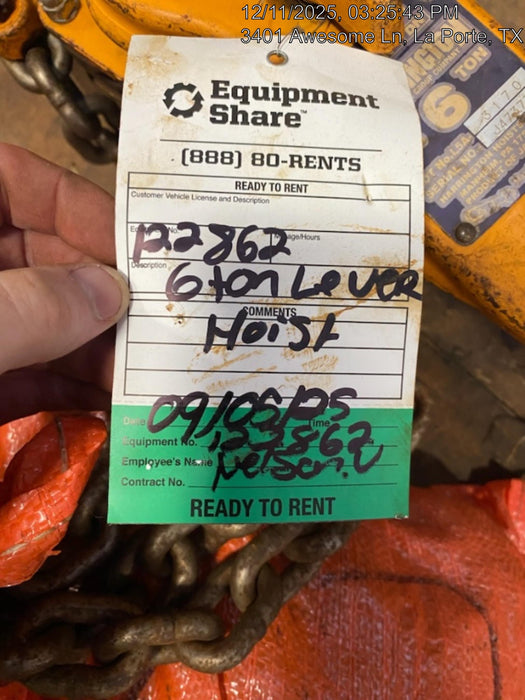 12/11/2025, 03:25:43 PM
3401 Awesome Ln, La Porte, TX
Equipment
Share™
(888) 80-RENTS
READY TO RENT
Customer Vehicle License and Description
122862
Description
6 ton Lever
COMMENTS
Hoist
Date 09/05/25 Time
Equipment No. 122862
Employee's Name Nelson.V
Contract No.
READY TO RENT
6 TON